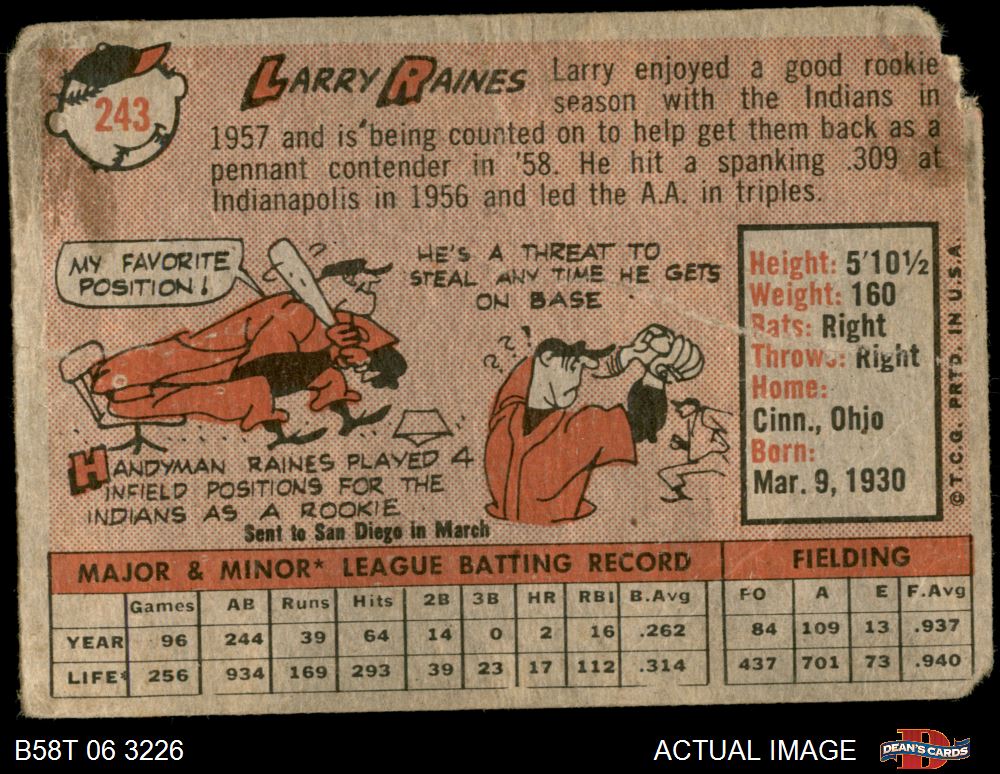 243
LARRY RAINES
Larry enjoyed a good rookie
season with the Indians in
1957 and is being counted on to help get them back as a
pennant contender in '58. He hit a spanking .309 at
Indianapolis in 1956 and led the A.A. in triples.
MY FAVORITE
POSITION!
HE'S A THREAT TO
STEAL ANY TIME HE GETS
ON BASE
??!
HANDYMAN RAINES PLAYED 4
INFIELD POSITIONS FOR THE
INDIANS AS A ROOKIE
Sent to San Diego in March
Height: 5'10½
Weight: 160
Bats: Right
Throws: Right
Home:
Cinn., Ohjo
Born:
Mar. 9, 1930
©T.C.G. PRTD. IN U.S.A.
MAJOR & MINOR* LEAGUE BATTING RECORD FIELDING
Games AB Runs Hits 2B 3B HR RBI B.Avg PO A E F.Avg
YEAR 96 244 39 64 14 0 2 16 .262 84 109 13 .937
LIFE* 256 934 169 293 39 23 17 112 .314 437 701 73 .940
B58T 06 3226 ACTUAL IMAGE DEAN'S CARDS